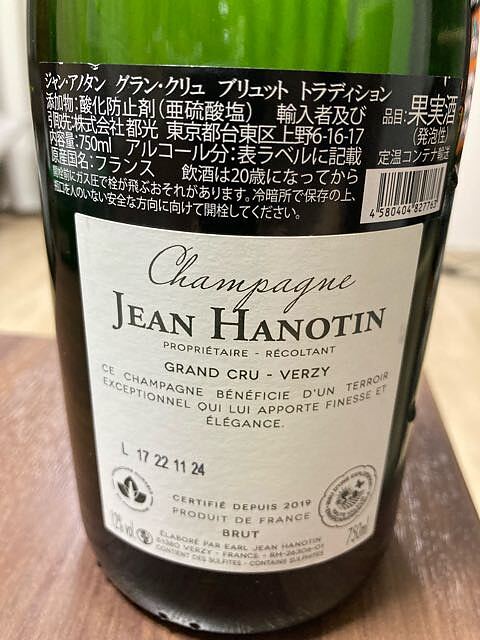 ジャン・アノタン グラン・クリュ ブリュット トラディション
添加物:酸化防止剤(亜硫酸塩) 輸入者及び
引取先:株式会社 都光 東京都台東区上野6-16-17
内容量:750ml アルコール分:表ラベルに記載
原産国名:フランス 飲酒は20歳になってから
開栓前にガス圧で栓が飛ぶおそれがあります。冷暗所で保存の上、
瓶口を人のいない安全な方向に向けて開栓してください。
品目:果実酒
(発泡性)
定温コンテナ輸送
4 580404 827763
Champagne
JEAN HANOTIN
PROPRIÉTAIRE - RÉCOLTANT
GRAND CRU - VERZY
CE CHAMPAGNE BÉNÉFICIE D'UN TERROIR
EXCEPTIONNEL QUI LUI APPORTE FINESSE ET
ÉLÉGANCE.
L 17 22 11 24
CERTIFIÉ DEPUIS 2019
PRODUIT DE FRANCE
BRUT
12% vol
750ml
ÉLABORÉ PAR EARL JEAN HANOTIN
51380 VERZY - FRANCE - RM-26306-01
CONTIENT DES SULFITES - CONTAINS SULPHITES